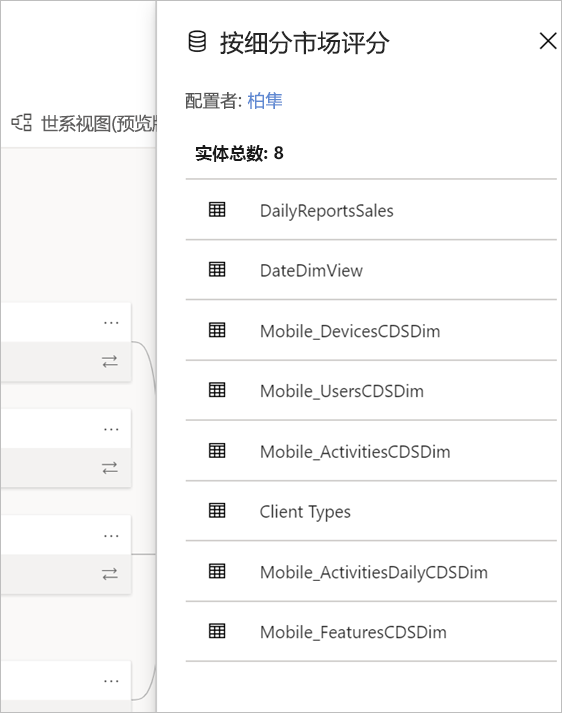 按细分市场评分
配置者: 柏隼
世系视图(预览版
实体总数: 8
DailyReportsSales
DateDimView
Mobile_DevicesCDSDim
Mobile_UsersCDSDim
Mobile_ActivitiesCDSDim
Client Types
Mobile_ActivitiesDailyCDSDim
Mobile_FeaturesCDSDim